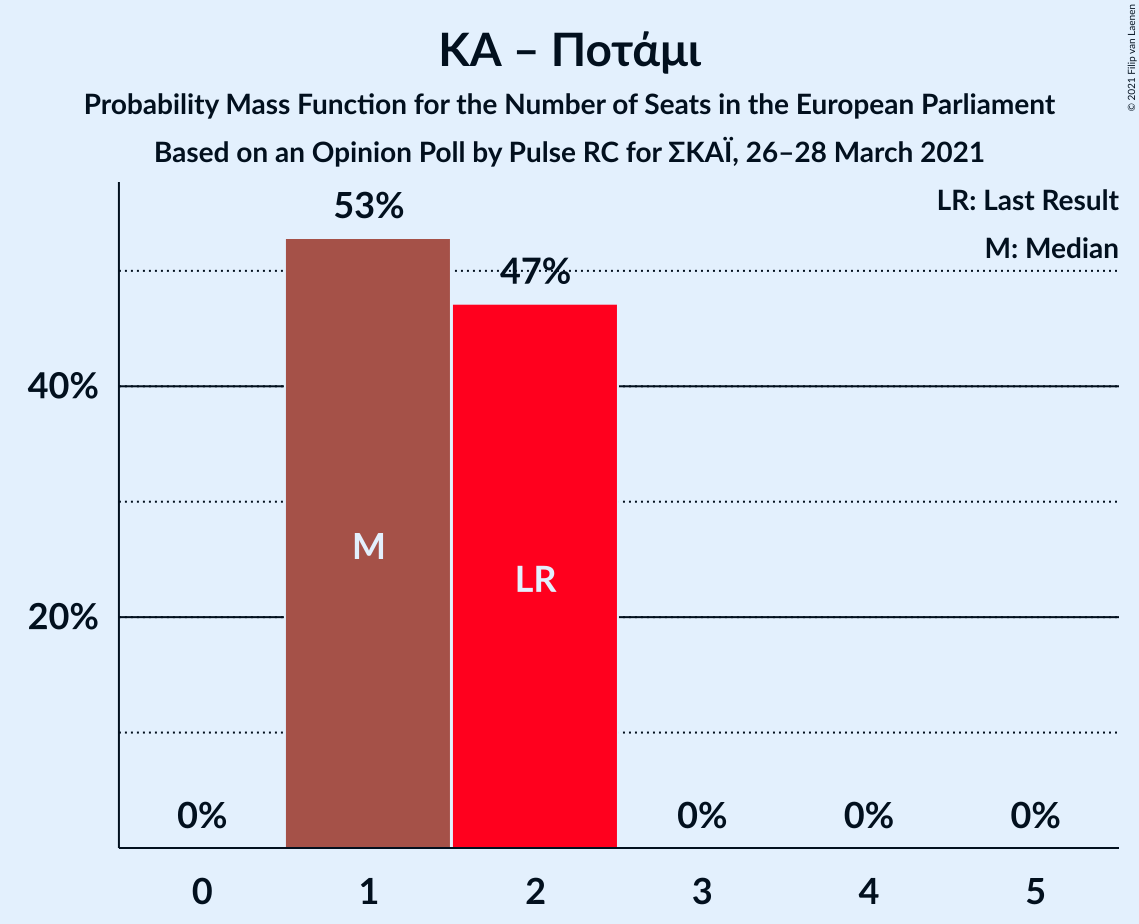 ΚΑ – Ποτάμι
Probability Mass Function for the Number of Seats in the European Parliament
Based on an Opinion Poll by Pulse RC for ΣΚΑΪ, 26–28 March 2021
© 2021 Filip van Laenen
LR: Last Result
M: Median
53%
47%
40%
20%
M
LR
0%
0%
0%
0%
0
1
2
3
4
5